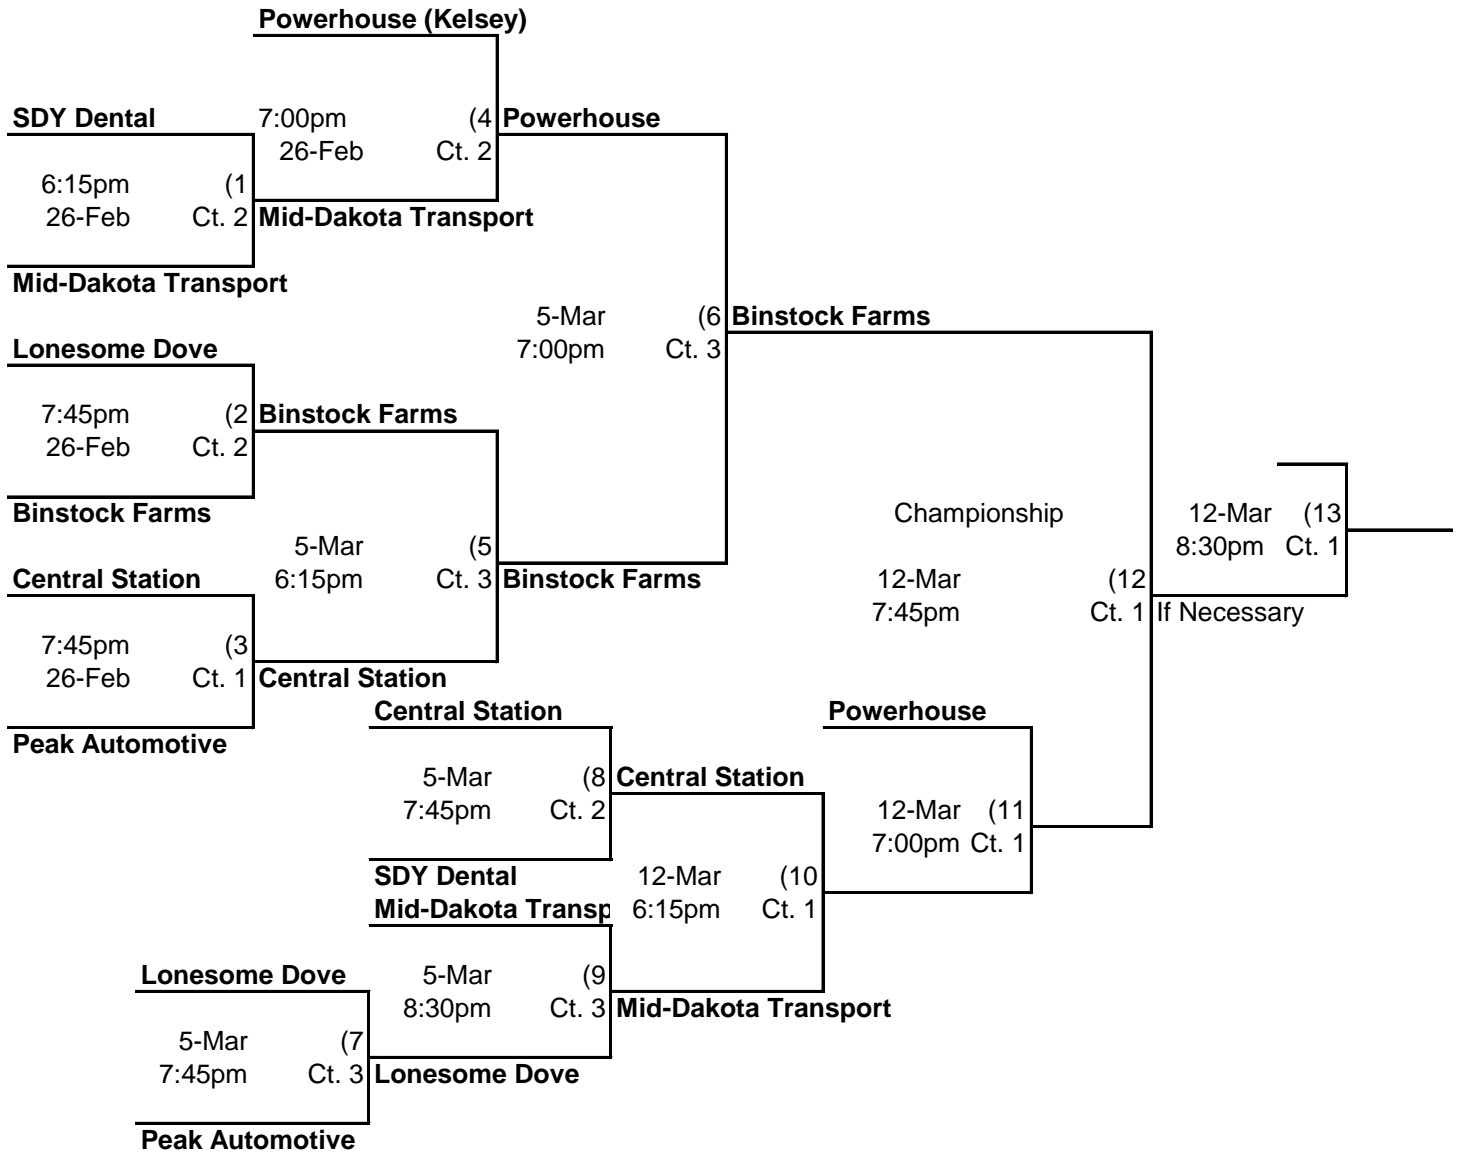 Powerhouse (Kelsey)
SDY Dental
7:00pm (4 Powerhouse
26-Feb Ct. 2
6:15pm (1
26-Feb Ct. 2 Mid-Dakota Transport
Mid-Dakota Transport
5-Mar (6 Binstock Farms
Lonesome Dove
7:00pm Ct. 3
7:45pm (2 Binstock Farms
26-Feb Ct. 2
Binstock Farms
Championship
12-Mar (13
5-Mar (5
8:30pm Ct. 1
Central Station
6:15pm Ct. 3 Binstock Farms
12-Mar (12
7:45pm Ct. 1 If Necessary
7:45pm (3
26-Feb Ct. 1 Central Station
Central Station
Powerhouse
Peak Automotive
5-Mar (8 Central Station
7:45pm Ct. 2
12-Mar (11
7:00pm Ct. 1
SDY Dental
12-Mar (10
Mid-Dakota Transp
6:15pm Ct. 1
Lonesome Dove
5-Mar (9
8:30pm Ct. 3 Mid-Dakota Transport
5-Mar (7
7:45pm Ct. 3 Lonesome Dove
Peak Automotive